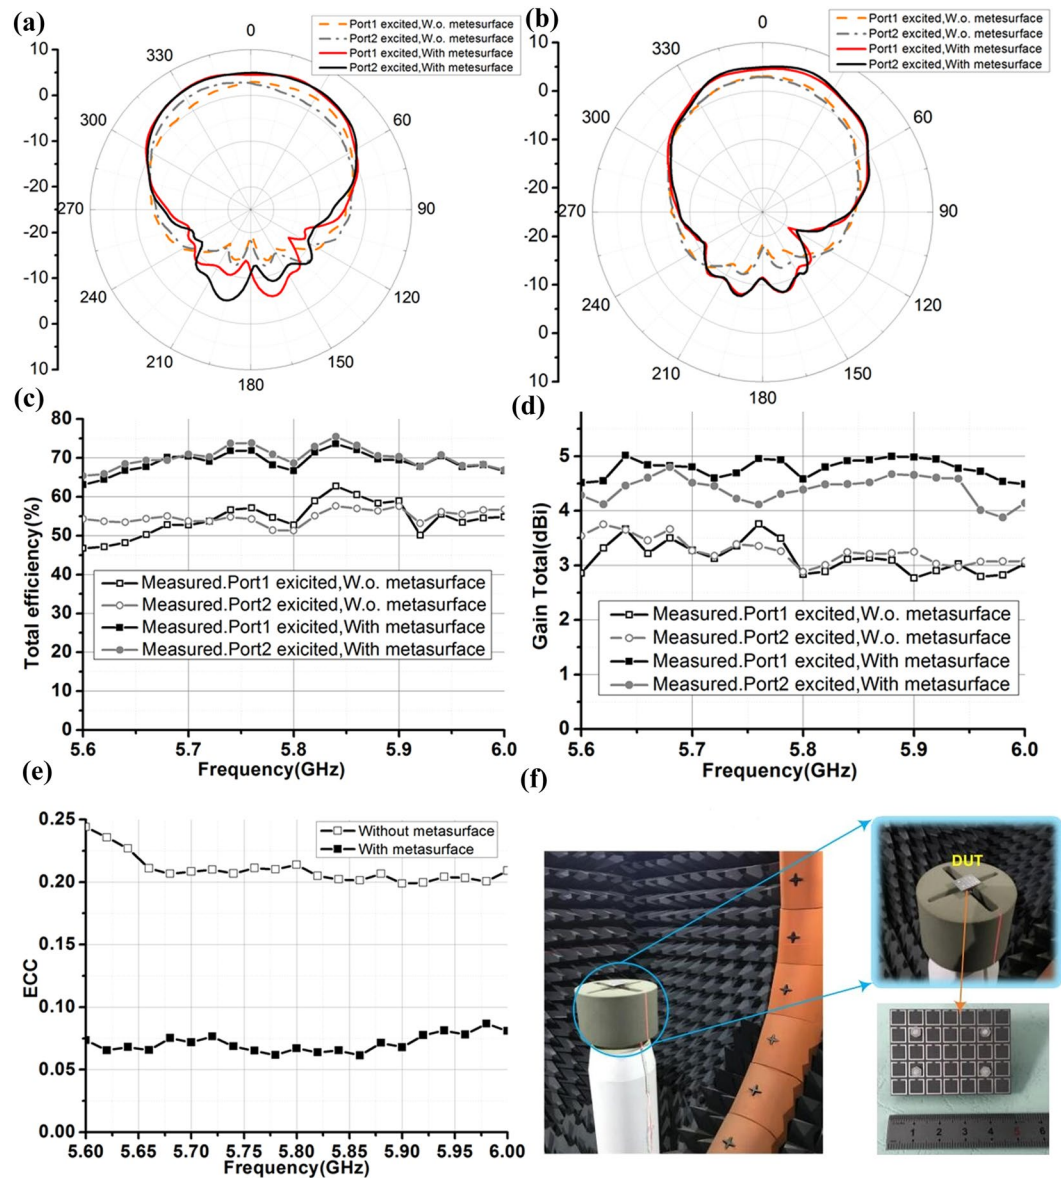 (a)
Port1 excited,W.o. metesurface
Port2 excited,W.o. metesurface
Port1 excited,With metesurface
Port2 excited,With metesurface
0
330
60
300
270
90
240
120
210
150
180
10
0
-10
-20
-20
-10
0
10
(b)
Port1 excited,W.o. metesurface
Port2 excited,W.o. metesurface
Port1 excited,With metesurface
Port2 excited,With metesurface
0
330
60
300
270
90
240
120
210
150
180
10
0
-10
-20
-20
-10
0
10
(c)
80
70
60
50
40
30
20
10
0
Total efficiency(%)
Measured.Port1 exicited,W.o. metasurface
Measured.Port2 exicited,W.o. metasurface
Measured.Port1 exicited,With metasurface
Measured.Port2 exicited,With metasurface
5.6 5.7 5.8 5.9 6.0
Frequency(GHz)
(d)
5
4
3
2
1
0
Gain Total(dBi)
Measured.Port1 excited,W.o. metasurface
Measured.Port2 excited,W.o. metasurface
Measured.Port1 excited,With metasurface
Measured.Port2 excited,With metasurface
5.6 5.7 5.8 5.9 6.0
Frequency(GHz)
(e)
0.25
0.20
0.15
0.10
0.05
0.00
ECC
Without metasurface
With metasurface
5.60 5.65 5.70 5.75 5.80 5.85 5.90 5.95 6.00
Frequency(GHz)
(f)
DUT
1 2 3 4 5 6